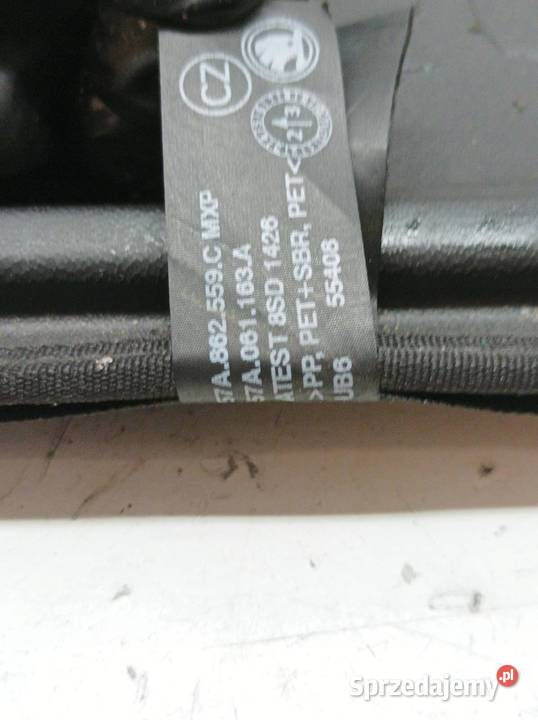 CZ
2 3
57A.862.559.C MXP
57A.061.163.A
ATEST 8SD 1426
>PP, PET+SBR, PET<
UB6 55408
Sprzedajemy.pl